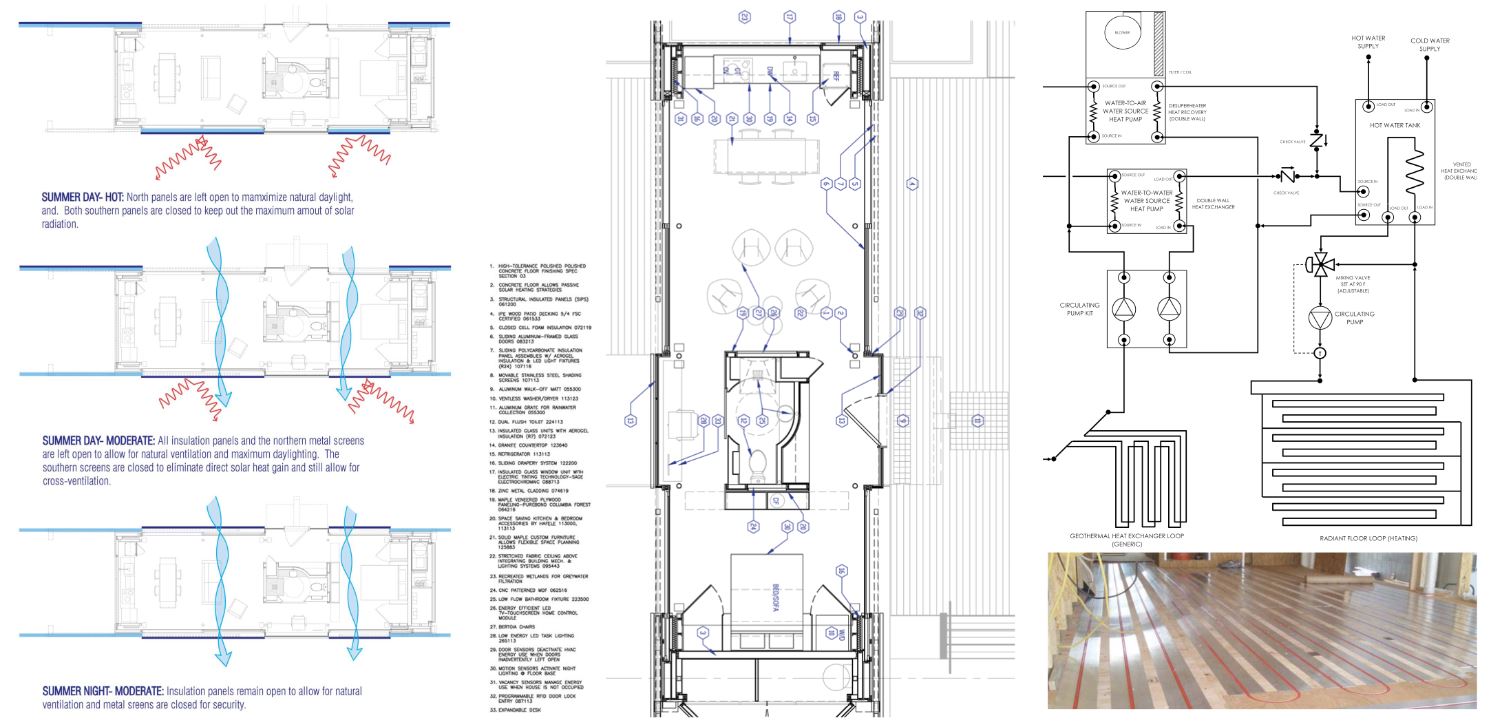 SUMMER DAY- HOT: North panels are left open to mamximize natural daylight,
and. Both southern panels are closed to keep out the maximum amout of solar
radiation.
SUMMER DAY- MODERATE: All insulation panels and the northern metal screens
are left open to allow for natural ventilation and maximum daylighting. The
southern screens are closed to eliminate direct solar heat gain and still allow for
cross-ventilation.
SUMMER NIGHT- MODERATE: Insulation panels remain open to allow for natural
ventilation and metal sreens are closed for security.
1. HIGH-TOLERANCE POLISHED POLISHED
CONCRETE FLOOR FINISHING SPEC
SECTION 03
2. CONCRETE FLOOR ALLOWS PASSIVE
SOLAR HEATING STRATEGIES
3. STRUCTURAL INSULATED PANELS (SIPS)
061200
4. IPE WOOD PATIO DECKING 5/4 FSC
CERTIFIED 061533
5. CLOSED CELL FOAM INSULATION 072119
6. SLIDING ALUMINUM-FRAMED GLASS
DOORS 083213
7. SLIDING POLYCARBONATE INSULATION
PANEL ASSEMBLIES W/ AEROGEL
INSULATION & LED LIGHT FIXTURES
(R24) 107116
8. MOVABLE STAINLESS STEEL SHADING
SCREENS 107113
9. ALUMINUM WALK-OFF MATT 055300
10. VENTLESS WASHER/DRYER 113123
11. ALUMINUM GRATE FOR RAINWATER
COLLECTION 055300
12. DUAL FLUSH TOILET 224113
13. INSULATED GLASS UNITS WITH AEROGEL
INSULATION (R7) 072123
14. GRANITE COUNTERTOP 123640
15. REFRIGERATOR 113113
16. SLIDING DRAPERY SYSTEM 122200
17. INSULATED GLASS WINDOW UNIT WITH
ELECTRIC TINTING TECHNOLOGY-SAGE
ELECTROCHROMIC 088713
18. ZINC METAL CLADDING 074619
19. MAPLE VENEERED PLYWOOD
PANELING-PUREBOND COLUMBIA FOREST
064216
20. SPACE SAVING KITCHEN & BEDROOM
ACCESSORIES BY HAFELE 113000,
113113
21. SOLID MAPLE CUSTOM FURNITURE
ALLOWS FLEXIBLE SPACE PLANNING
125883
22. STRETCHED FABRIC CEILING ABOVE
INTEGRATING BUILDING MECH. &
LIGHTING SYSTEMS 095443
23. RECREATED WETLANDS FOR GREYWATER
FILTRATION
24. CNC PATTERNED MDF 062516
25. LOW FLOW BATHROOM FIXTURE 223500
26. ENERGY EFFICIENT LED
TV-TOUCHSCREEN HOME CONTROL
MODULE
27. BERTOIA CHAIRS
28. LOW ENERGY LED TASK LIGHTING
265113
29. DOOR SENSORS DEACTIVATE HVAC
ENERGY USE WHEN DOORS
INADVERTENTLY LEFT OPEN
30. MOTION SENSORS ACTIVATE NIGHT
LIGHTING @ FLOOR BASE
31. VACANCY SENSORS MANAGE ENERGY
USE WHEN HOUSE IS NOT OCCUPIED
32. PROGRAMMABLE RFID DOOR LOCK
ENTRY 087113
33. EXPANDABLE DESK
REF
DW
BED/SOFA
W/D
BLOWER
FILTER / COIL
SOURCE OUT
WATER-TO-AIR
WATER SOURCE
HEAT PUMP
SOURCE IN
DESUPERHEATER
HEAT RECOVERY
(DOUBLE WALL)
HOT WATER
SUPPLY
COLD WATER
SUPPLY
LOAD OUT
LOAD IN
HOT WATER TANK
CHECK VALVE
VENTED
HEAT EXCHANG
(DOUBLE WAL
SOURCE OUT
LOAD OUT
WATER-TO-WATER
WATER SOURCE
HEAT PUMP
SOURCE IN
LOAD IN
DOUBLE WALL
HEAT EXCHANGER
CHECK VALVE
SOURCE IN
SOURCE OUT
LOAD OUT
LOAD IN
MIXING VALVE
SET AT 90 F
(ADJUSTABLE)
CIRCULATING
PUMP KIT
CIRCULATING
PUMP
T
GEOTHERMAL HEAT EXCHANGER LOOP
(GENERIC)
RADIANT FLOOR LOOP (HEATING)